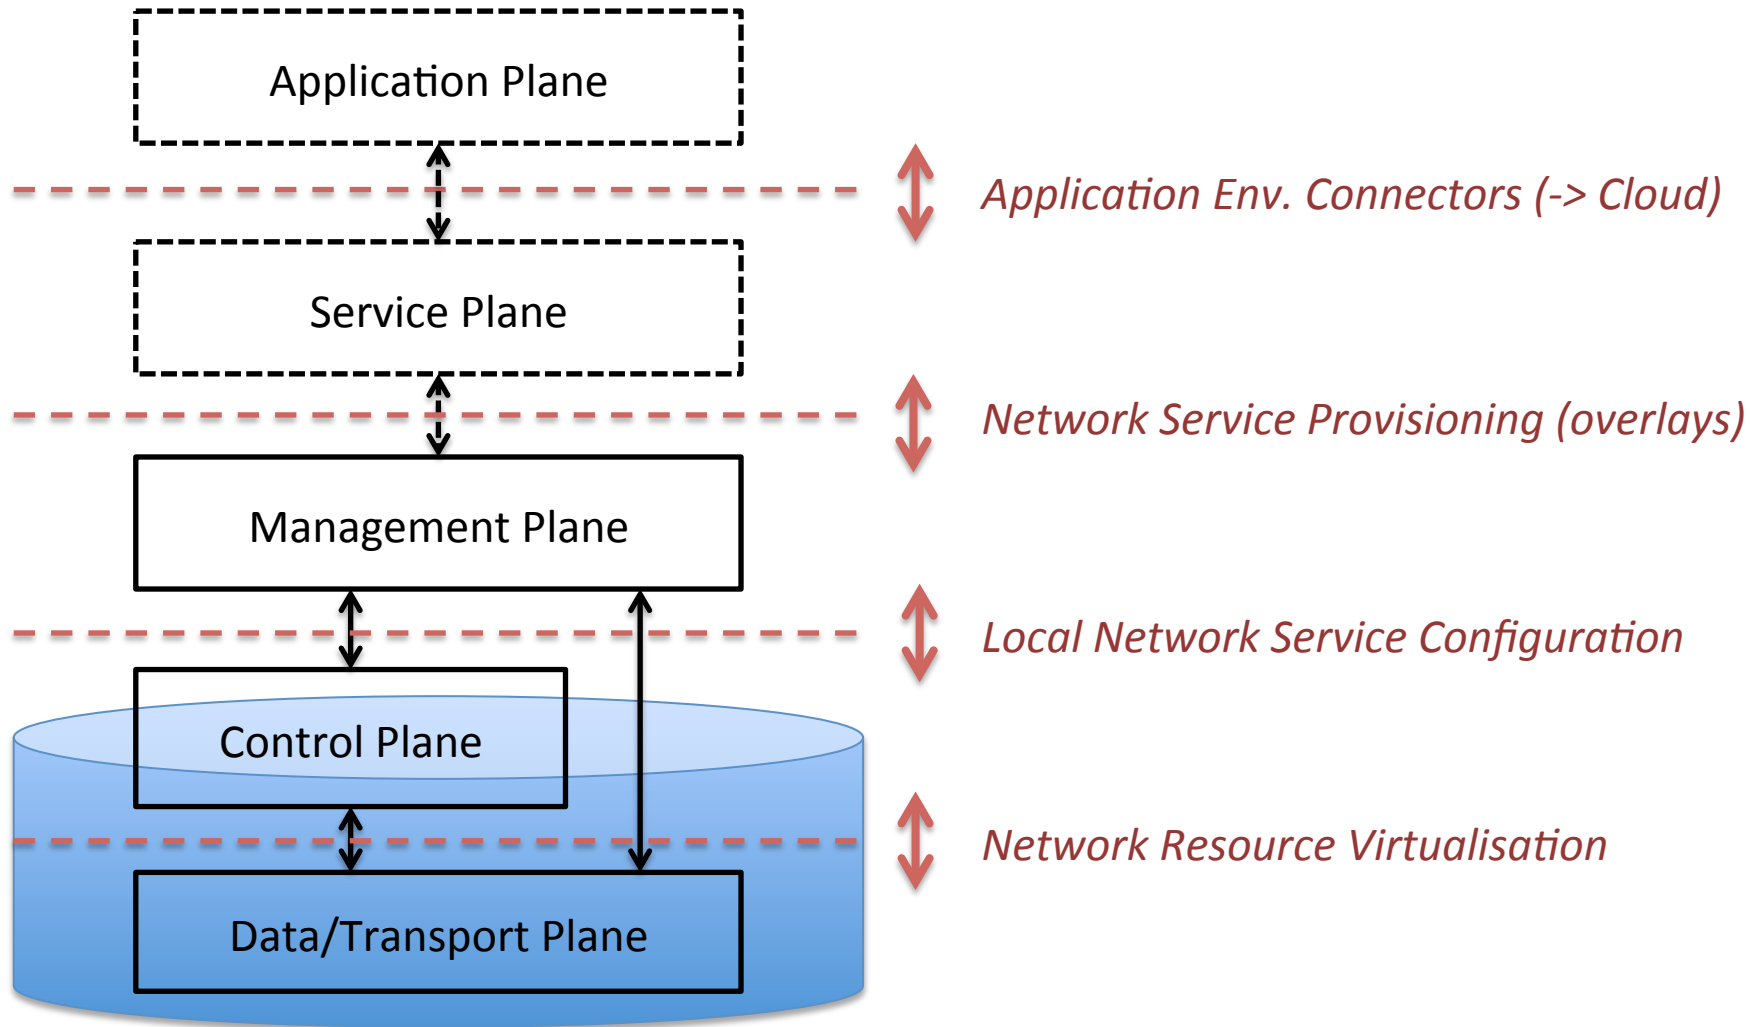 Application Plane
Application Env. Connectors (-> Cloud)
Service Plane
Network Service Provisioning (overlays)
Management Plane
Local Network Service Configuration
Control Plane
Network Resource Virtualisation
Data/Transport Plane